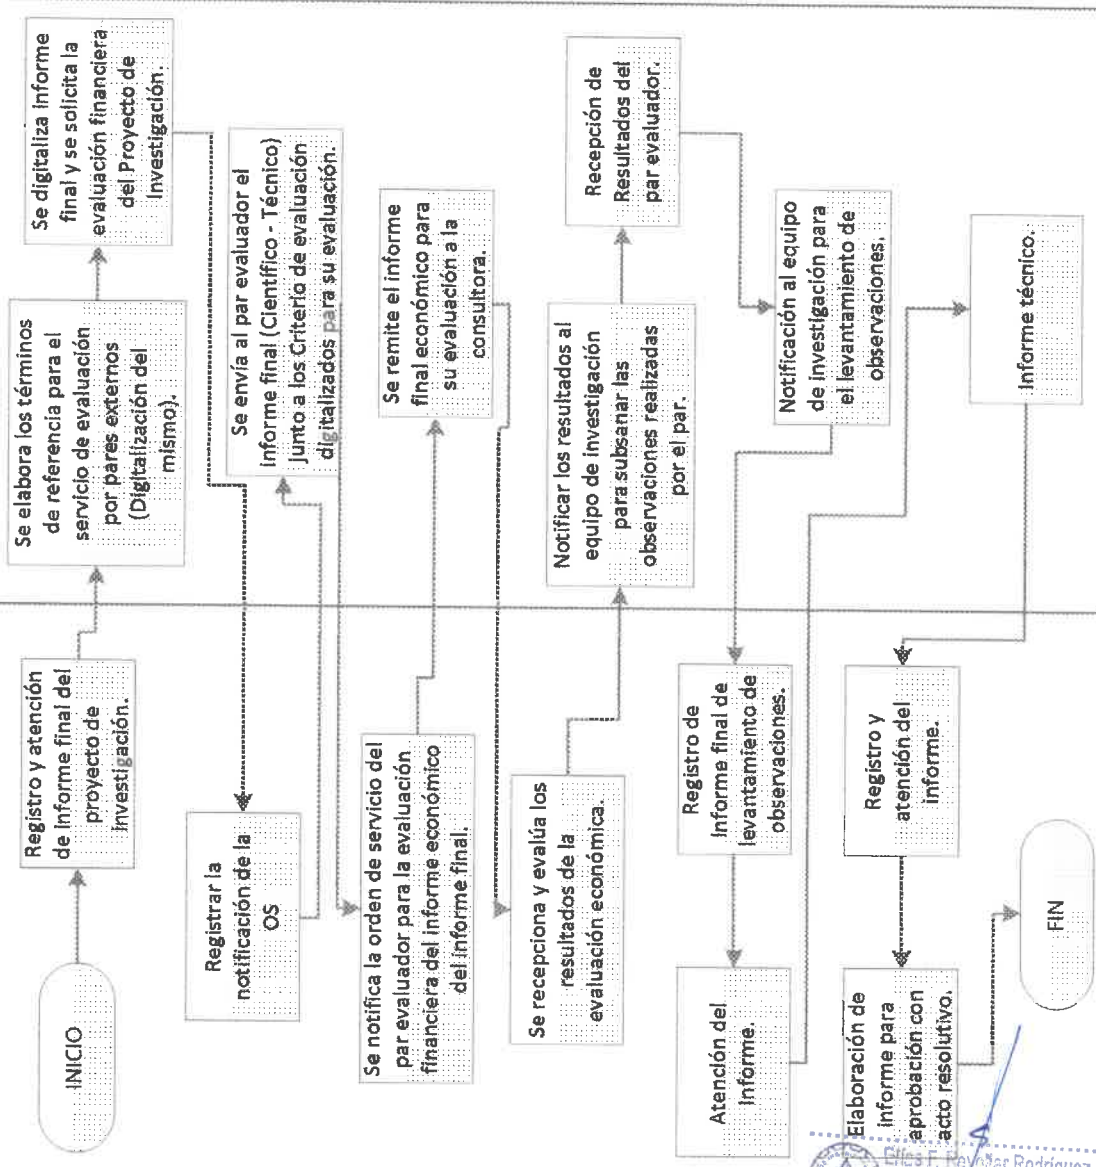 INICIO
Registro y atención
de Informe final del
proyecto de
Investigación.
Se elabora los términos
de referencia para el
servicio de evaluación
por pares externos
(Digitalización del
mismo).
Se digitaliza Informe
final y se solicita la
evaluación financiera
del Proyecto de
Investigación.
Registrar la
notificación de la
OS
Se envía al par evaluador el
informe final (Científico - Técnico)
junto a los Criterio de evaluación
digitalizados para su evaluación.
Se notifica la orden de servicio del
par evaluador para la evaluación
financiera del informe económico
del informe final.
Se remite el informe
final económico para
su evaluación a la
consultora.
Se recepciona y evalúa los
resultados de la
evaluación económica.
Notificar los resultados al
equipo de investigación
para subsanar las
observaciones realizadas
por el par.
Recepción de
Resultados del
par evaluador.
Notificación al equipo
de investigación para
el levantamiento de
observaciones.
Registro de
Informe final de
levantamiento de
observaciones.
Atención del
Informe.
Informe técnico.
Registro y
atención del
informe.
Elaboración de
informe para
aprobación con
acto resolutivo.
FIN